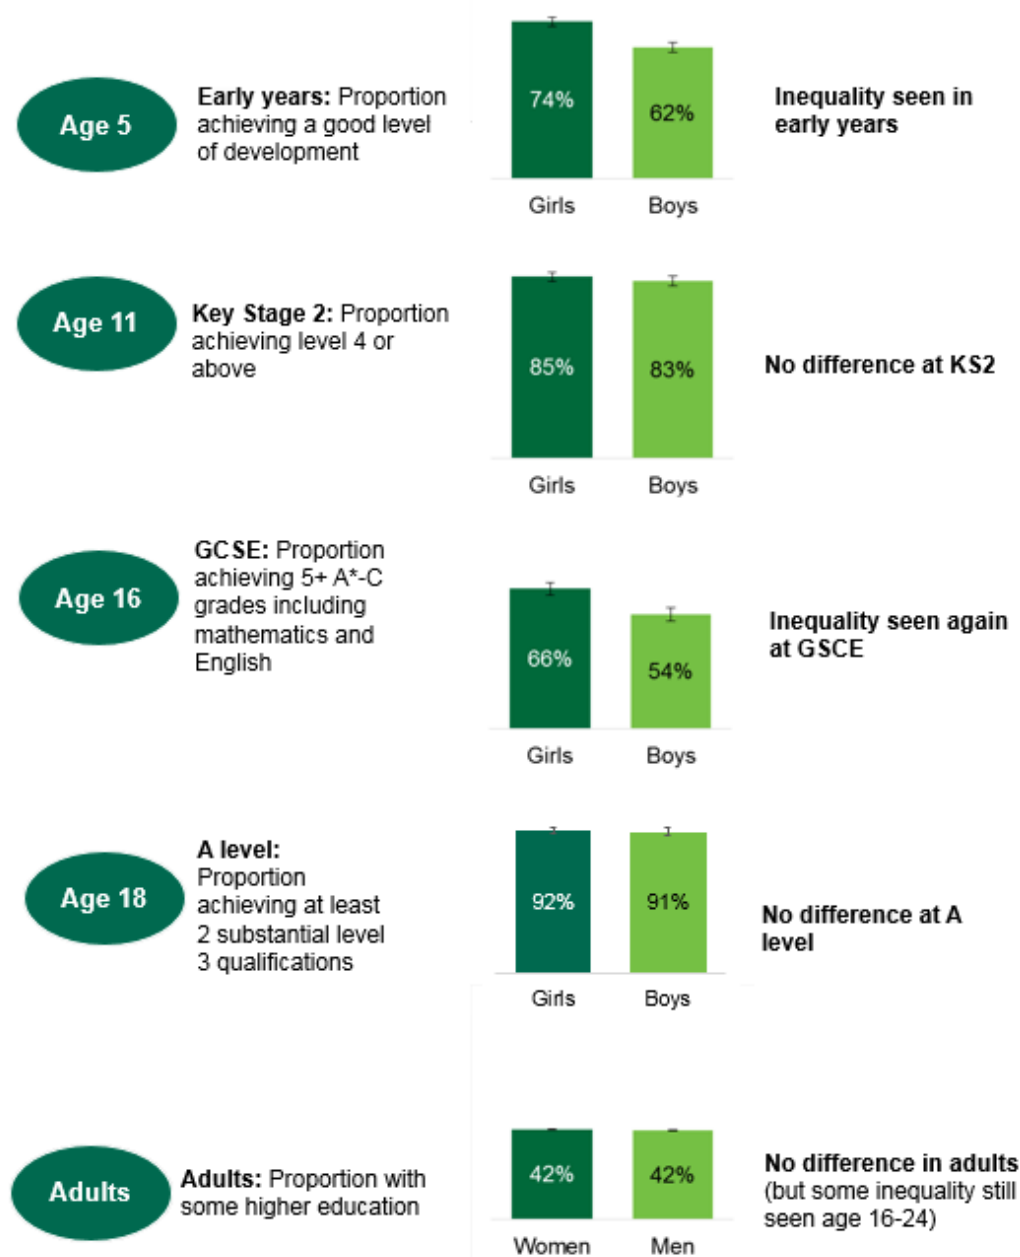 Age 5
Early years: Proportion
achieving a good level
of development
74%
62%
Girls
Boys
Inequality seen in
early years
Age 11
Key Stage 2: Proportion
achieving level 4 or
above
85%
83%
Girls
Boys
No difference at KS2
Age 16
GCSE: Proportion
achieving 5+ A*-C
grades including
mathematics and
English
66%
54%
Girls
Boys
Inequality seen again
at GSCE
Age 18
A level:
Proportion
achieving at least
2 substantial level
3 qualifications
92%
91%
Girls
Boys
No difference at A
level
Adults
Adults: Proportion with
some higher education
42%
42%
Women
Men
No difference in adults
(but some inequality still
seen age 16-24)